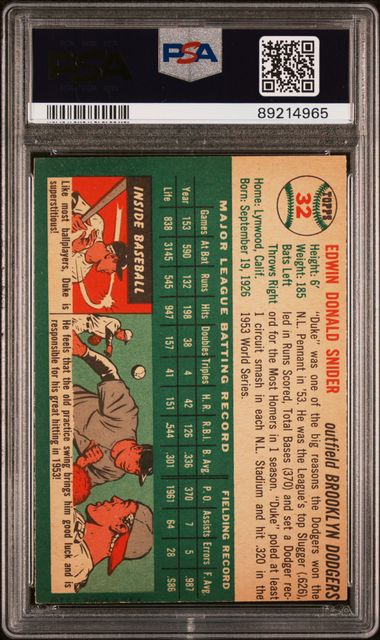 PSA
PSA
89214965
TOPPS
32
EDWIN DONALD SNIDER
outfield BROOKLYN DODGERS
Height: 6'
Weight: 185
Bats Left
Throws Right
Home: Lynwood, Calif.
Born: September 19, 1926
"Duke" was one of the big reasons the Dodgers won the
N.L. Pennant in '53. He was the League's top Slugger (.626),
led in Runs Scored, Total Bases (370) and set a Dodger rec-
ord for the Most Homers in 1 season. "Duke" poled at least
1 circuit smash in each N.L. Stadium and hit .320 in the
1953 World Series.
MAJOR LEAGUE BATTING RECORD FIELDING RECORD
Games At Bat Runs Hits Doubles Triples H. R. R.B.I. B. Avg. P. O. Assists Errors F. Avg.
Year 153 590 132 198 38 4 42 126 .336 370 7 5 .987
Life 838 3145 545 947 157 41 151 544 .301 1961 64 28 .986
INSIDE BASEBALL
Like most ballplayers, Duke is
superstitious!
He feels that the old practice swing brings him good luck and is
responsible for his great hitting in 1953!